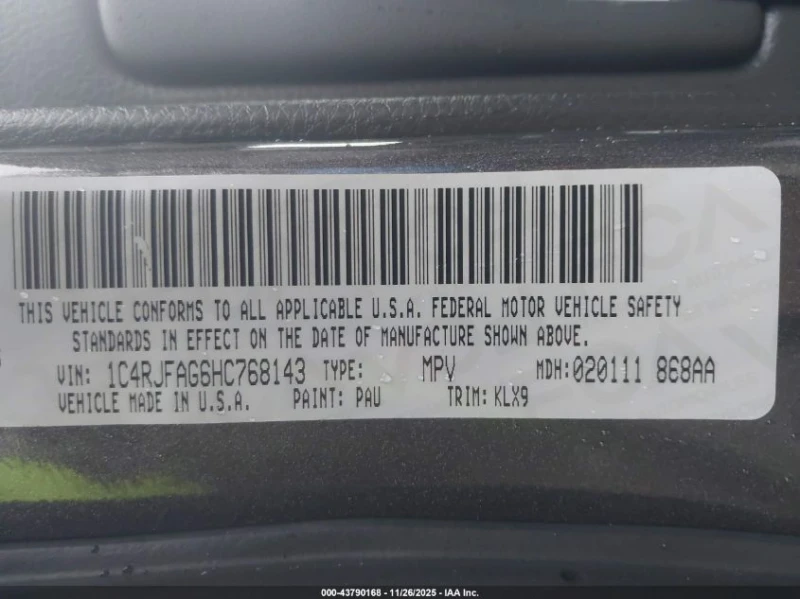 THIS VEHICLE CONFORMS TO ALL APPLICABLE U.S.A. FEDERAL MOTOR VEHICLE SAFETY
STANDARDS IN EFFECT ON THE DATE OF MANUFACTURE SHOWN ABOVE.
VIN: 1C4RJFAG6HC768143 TYPE: MPV MDH:020111 868AA
VEHICLE MADE IN U.S.A. PAINT: PAU TRIM: KLX9
000-43790168 - 11/26/2025 - IAA Inc.